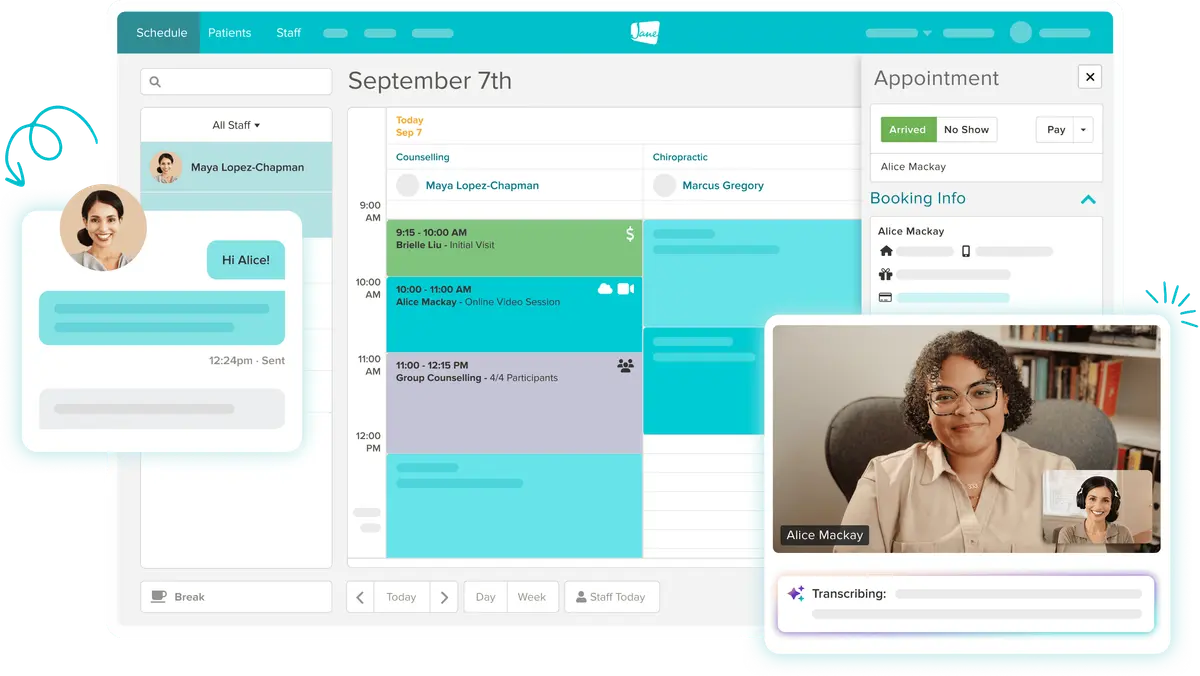 Schedule
Patients
Staff
Jane
September 7th
All Staff
Maya Lopez-Chapman
Hi Alice!
12:24pm - Sent
Break
Today
Sep 7
Counselling
Chiropractic
Maya Lopez-Chapman
Marcus Gregory
9:00
AM
9:15 - 10:00 AM
$
Brielle Liu - Initial Visit
10:00
AM
10:00 - 11:00 AM
Alice Mackay - Online Video Session
11:00
AM
11:00 - 12:15 PM
Group Counselling - 4/4 Participants
12:00
PM
Today
Day
Week
Staff Today
Appointment
Arrived
No Show
Pay
Alice Mackay
Booking Info
Alice Mackay
Alice Mackay
Transcribing: